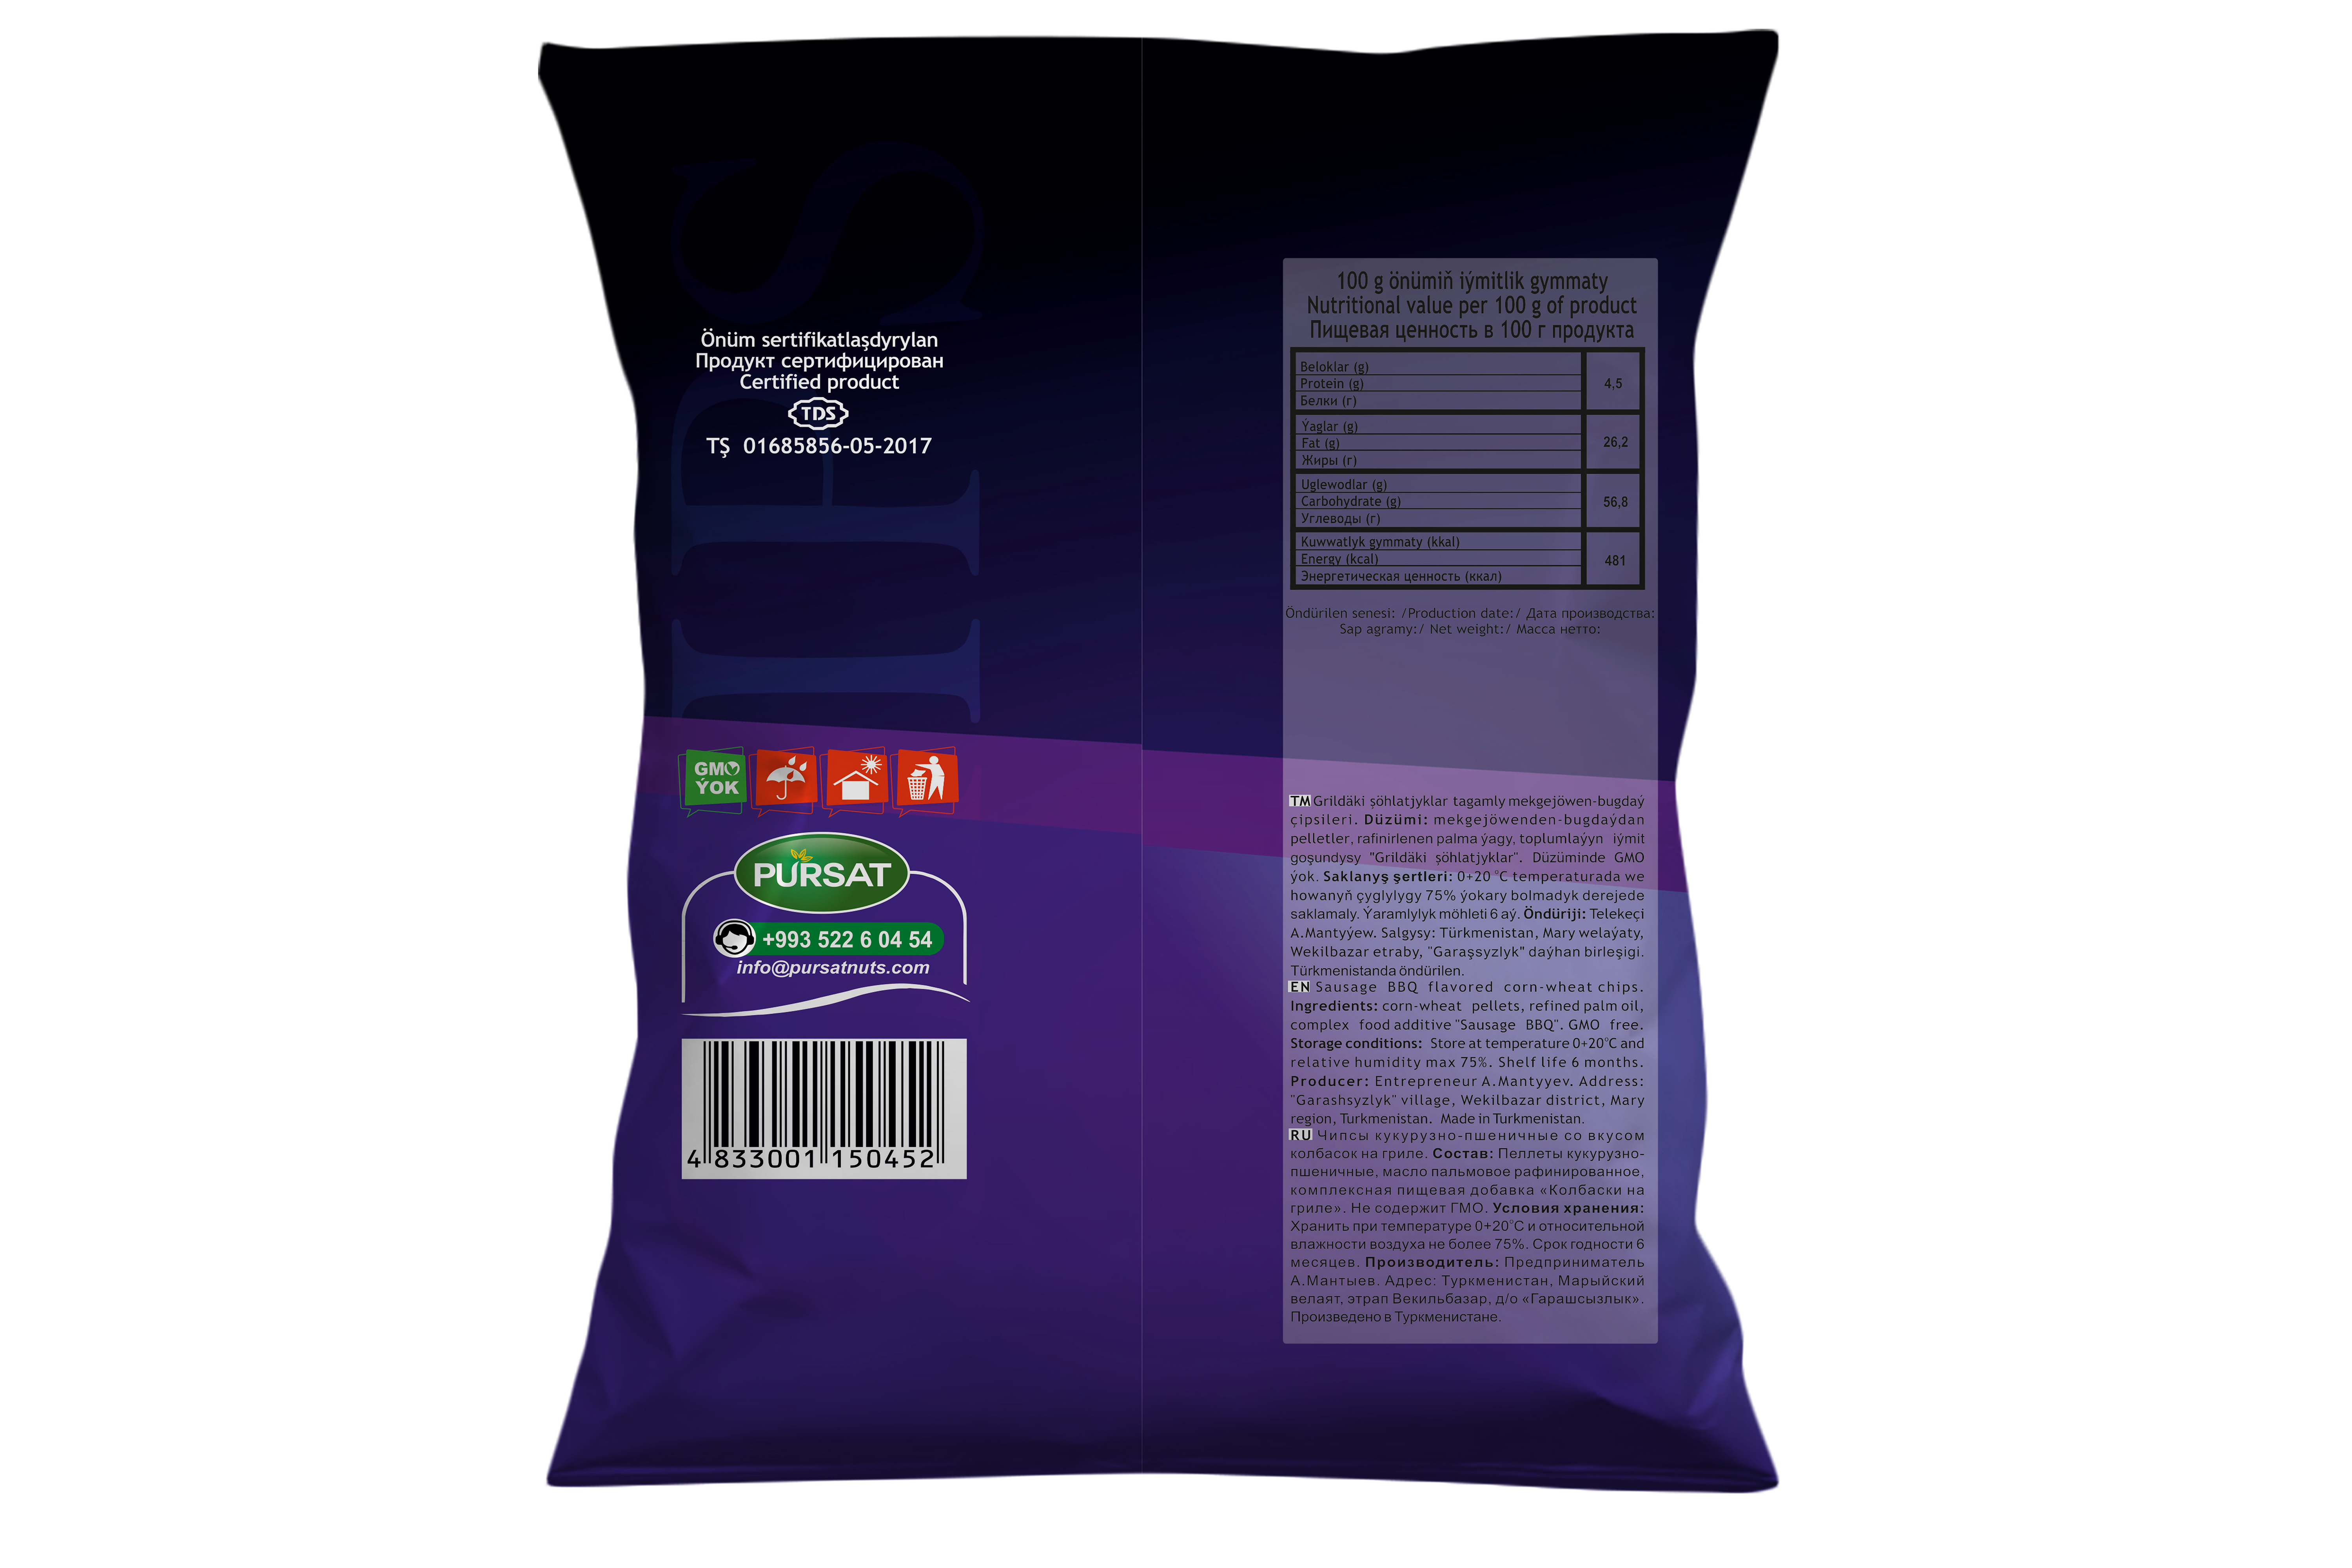 Önüm sertifikatlaşdyrylan
Продукт сертифицирован
Certified product
TDS
TŞ 01685856-05-2017
GMO
ÝOK
PURSAT
+993 522 6 04 54
info@pursatnuts.com
4 833001 150452
100 g önümiň iýmitlik gymmaty
Nutritional value per 100 g of product
Пищевая ценность в 100 г продукта
Beloklar (g)
Protein (g)
Белки (г)
4,5
Ýaglar (g)
Fat (g)
Жиры (г)
26,2
Uglewodlar (g)
Carbohydrate (g)
Углеводы (г)
56,8
Kuwwatlyk gymmaty (kkal)
Energy (kcal)
Энергетическая ценность (ккал)
481
Öndürilen senesi: /Production date:/ Дата производства:
Sap agramy:/ Net weight:/ Масса нетто:
TM Grildäki şöhlatjyklar tagamly mekgejöwen-bugdaý
çipsileri. Düzümi: mekgejöwenden-bugdaýdan
pelletler, rafinirlenen palma ýagy, toplumlaýyn iýmit
goşundysy "Grildäki şöhlatjyklar". Düzüminde GMO
ýok. Saklanyş şertleri: 0+20 °C temperaturada we
howanyň çyglylygy 75% ýokary bolmadyk derejede
saklamaly. Ýaramlylyk möhleti 6 aý. Öndüriji: Telekeçi
A.Mantyýew. Salgysy: Türkmenistan, Mary welaýaty,
Wekilbazar etraby, "Garaşsyzlyk" daýhan birleşigi.
Türkmenistanda öndürilen.
EN Sausage BBQ flavored corn-wheat chips.
Ingredients: corn-wheat pellets, refined palm oil,
complex food additive "Sausage BBQ". GMO free.
Storage conditions: Store at temperature 0+20°C and
relative humidity max 75%. Shelf life 6 months.
Producer: Entrepreneur A.Mantyyev. Address:
"Garashsyzlyk" village, Wekilbazar district, Mary
region, Turkmenistan. Made in Turkmenistan.
RU Чипсы кукурузно-пшеничные со вкусом
колбасок на гриле. Состав: Пеллеты кукурузно-
пшеничные, масло пальмовое рафинированное,
комплексная пищевая добавка «Колбаски на
гриле». Не содержит ГМО. Условия хранения:
Хранить при температуре 0+20°C и относительной
влажности воздуха не более 75%. Срок годности 6
месяцев. Производитель: Предприниматель
А.Мантыев. Адрес: Туркменистан, Марыйский
велаят, этрап Векильбазар, д/о «Гарашсызлык».
Произведено в Туркменистане.